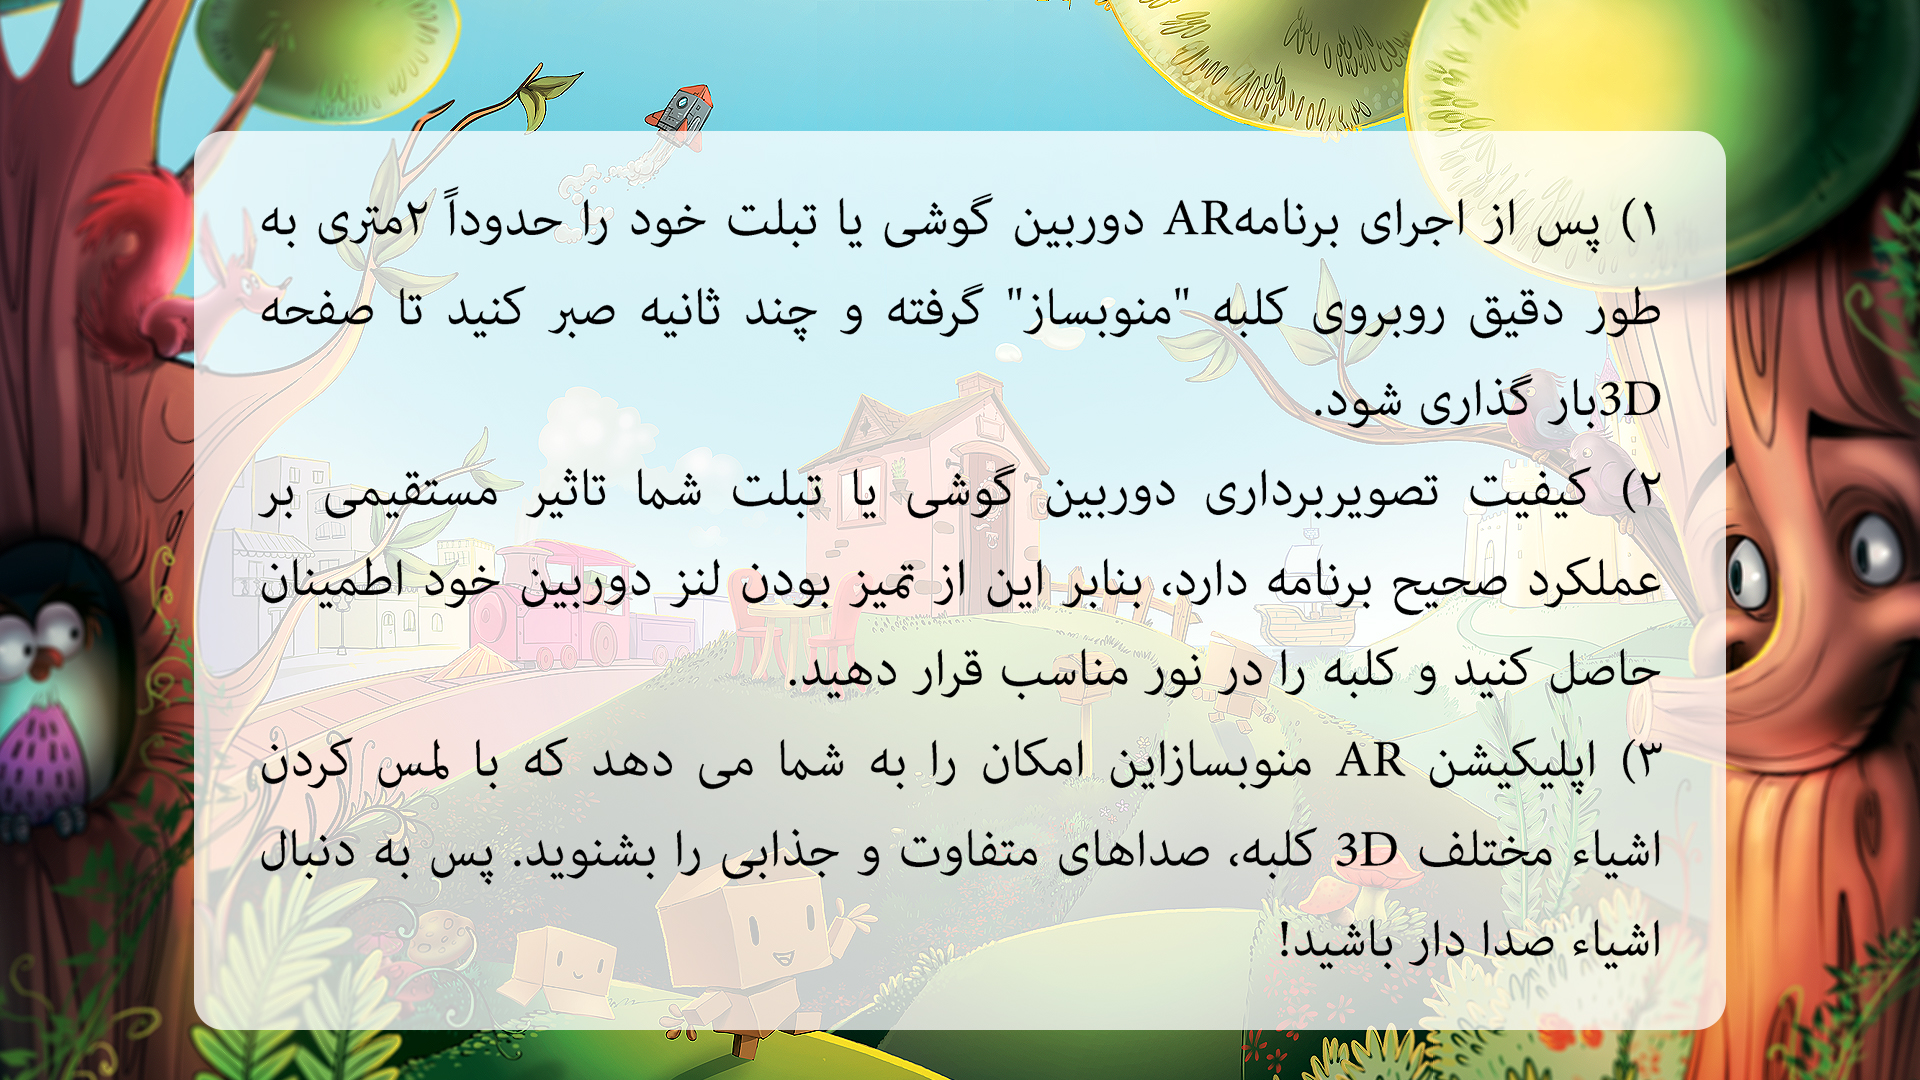 ۱) پس از اجرای برنامهAR دوربین گوشی یا تبلت خود را حدوداً ۲متری به
طور دقیق روبروی کلبه "منوبساز" گرفته و چند ثانیه صبر کنید تا صفحه
3Dبار گذاری شود.
۲) کیفیت تصویربرداری دوربین گوشی یا تبلت شما تاثیر مستقیمی بر
عملکرد صحیح برنامه دارد، بنابر این از تمیز بودن لنز دوربین خود اطمینان
حاصل کنید و کلبه را در نور مناسب قرار دهید.
۳) اپلیکیشن AR منوبسازاین امکان را به شما می دهد که با لمس کردن
اشیاء مختلف 3D کلبه، صداهای متفاوت و جذابی را بشنوید. پس به دنبال
اشیاء صدا دار باشید!